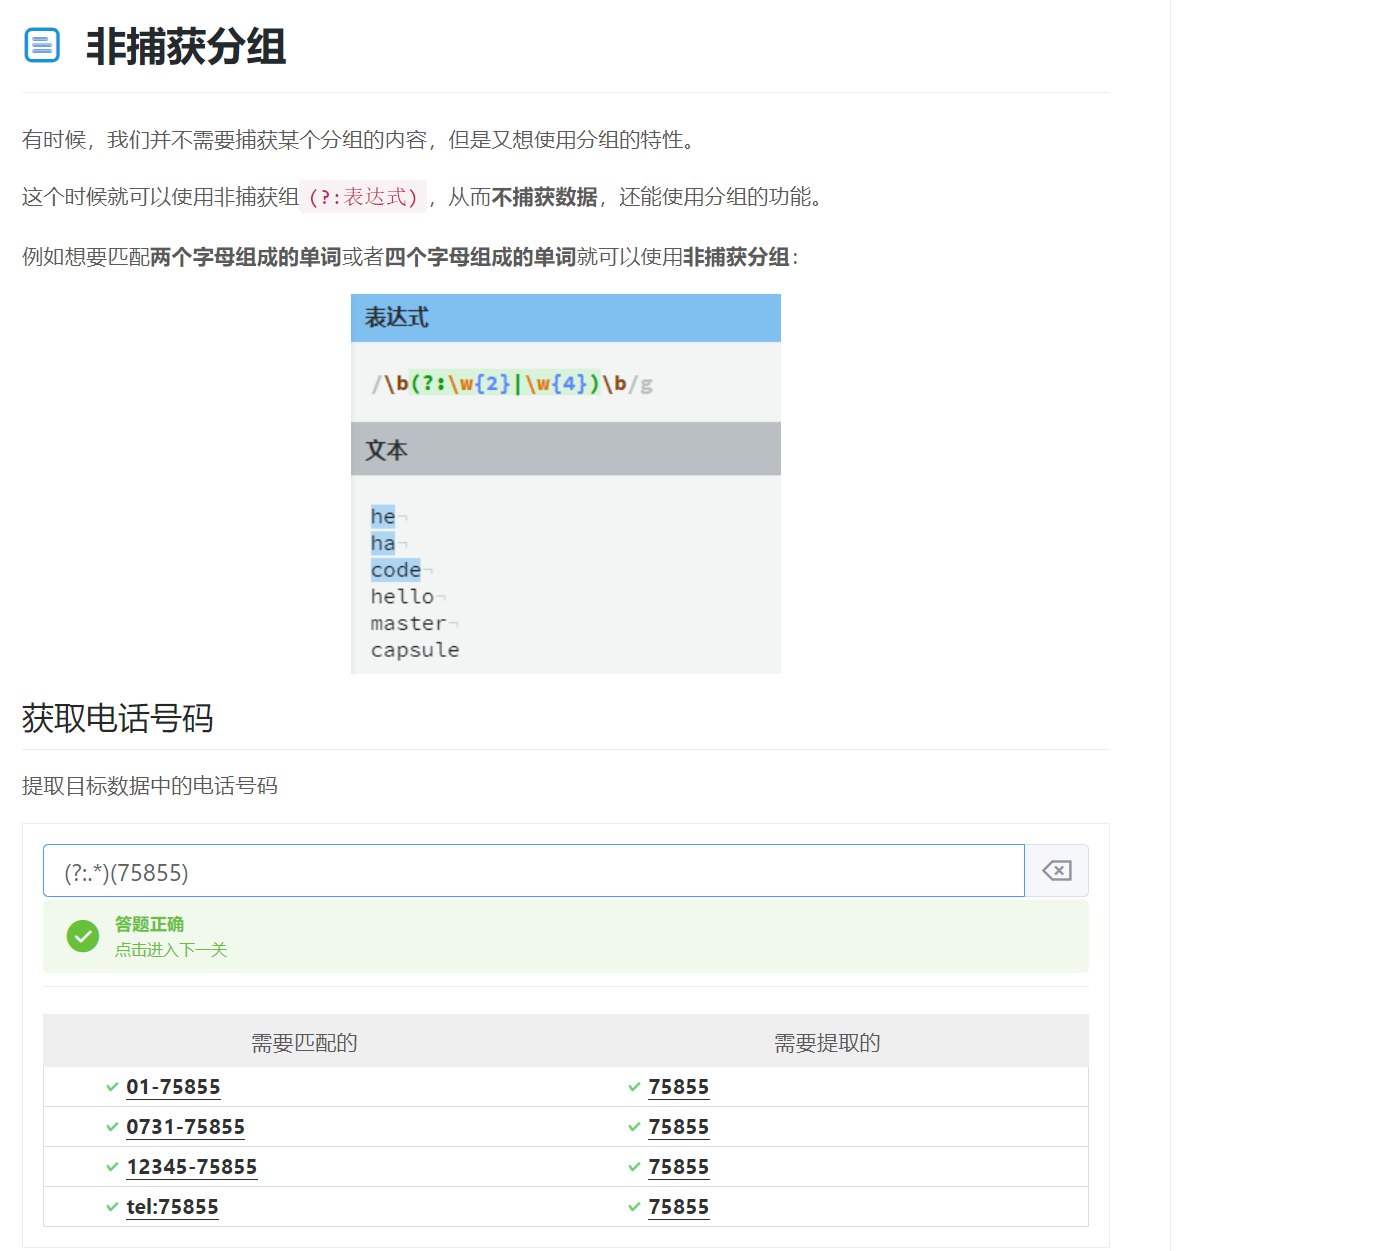 非捕获分组
有时候，我们并不需要捕获某个分组的内容，但是又想使用分组的特性。
这个时候就可以使用非捕获组(?:表达式)，从而不捕获数据，还能使用分组的功能。
例如想要匹配两个字母组成的单词或者四个字母组成的单词就可以使用非捕获分组：
表达式
/\b(?:\w{2}|\w{4})\b/g
文本
he¬
ha¬
code¬
hello¬
master¬
capsule
获取电话号码
提取目标数据中的电话号码
(?:.*)(75855)
答题正确
点击进入下一关
需要匹配的 需要提取的
01-75855 75855
0731-75855 75855
12345-75855 75855
tel:75855 75855